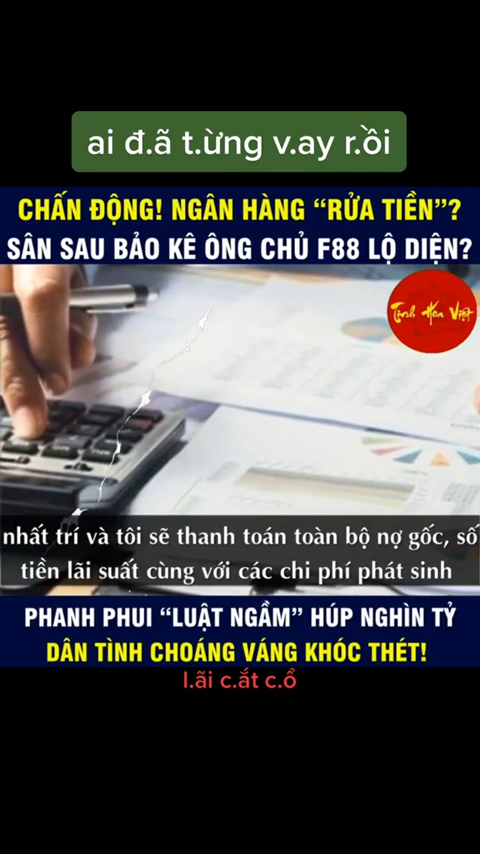 ai đ.ã t.ừng v.ay r.ồi
CHẤN ĐỘNG! NGÂN HÀNG “RỬA TIỀN”?
SÂN SAU BẢO KÊ ÔNG CHỦ F88 LỘ DIỆN?
Tinh Hoa Việt
nhất trí và tôi sẽ thanh toán toàn bộ nợ gốc, số
tiền lãi suất cùng với các chi phí phát sinh
PHANH PHUI “LUẬT NGẦM” HÚP NGHÌN TỶ
DÂN TÌNH CHOÁNG VÁNG KHÓC THÉT!
l.ãi c.ắt c.ổ